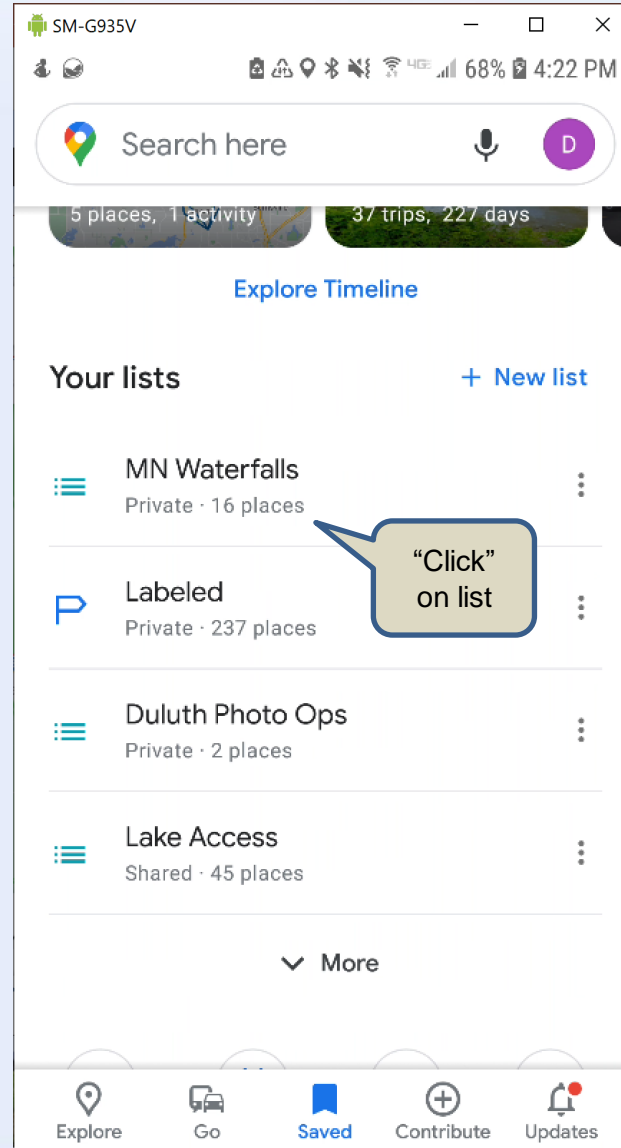 SM-G935V
4GE 68% 4:22 PM
Search here
D
5 places, 1 activity
37 trips, 227 days
Explore Timeline
Your lists
+ New list
MN Waterfalls
Private · 16 places
“Click”
on list
Labeled
Private · 237 places
Duluth Photo Ops
Private · 2 places
Lake Access
Shared · 45 places
More
Explore
Go
Saved
Contribute
Updates